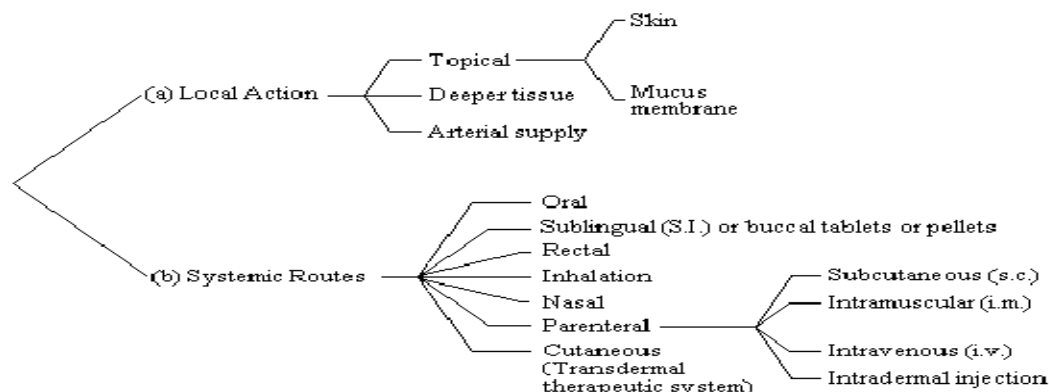 (a) Local Action
Topical
Skin
Mucus
membrane
Deeper tissue
Arterial supply
(b) Systemic Routes
Oral
Sublingual (S.I.) or buccal tablets or pellets
Rectal
Inhalation
Nasal
Parenteral
Subcutaneous (s.c.)
Intramuscular (i.m.)
Intravenous (i.v.)
Intradermal injection
Cutaneous
(Transdermal
therapeutic system)